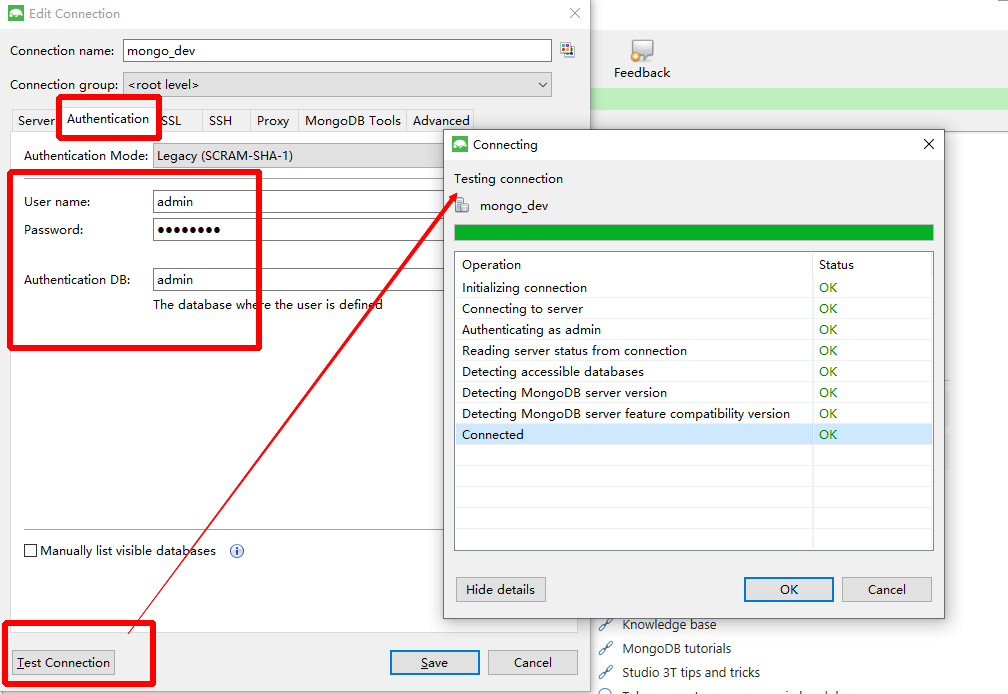 Edit Connection
Connection name: mongo_dev
Connection group: <root level>
Feedback
Server Authentication SSL SSH Proxy MongoDB Tools Advanced
Authentication Mode: Legacy (SCRAM-SHA-1)
User name: admin
Password: ●●●●●●●●
Authentication DB: admin
The database where the user is defined
Manually list visible databases
Test Connection
Save
Cancel
Connecting
Testing connection
mongo_dev
Operation Status
Initializing connection OK
Connecting to server OK
Authenticating as admin OK
Reading server status from connection OK
Detecting accessible databases OK
Detecting MongoDB server version OK
Detecting MongoDB server feature compatibility version OK
Connected OK
Hide details
OK
Cancel
Knowledge base
MongoDB tutorials
Studio 3T tips and tricks